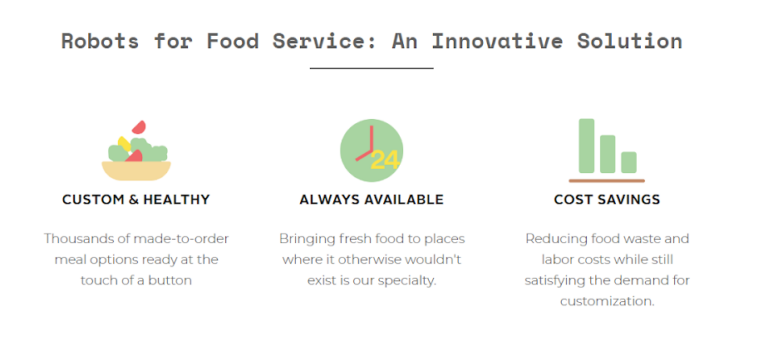 Robots for Food Service: An Innovative Solution
24
CUSTOM & HEALTHY
Thousands of made-to-order
meal options ready at the
touch of a button
ALWAYS AVAILABLE
Bringing fresh food to places
where it otherwise wouldn't
exist is our specialty.
COST SAVINGS
Reducing food waste and
labor costs while still
satisfying the demand for
customization.